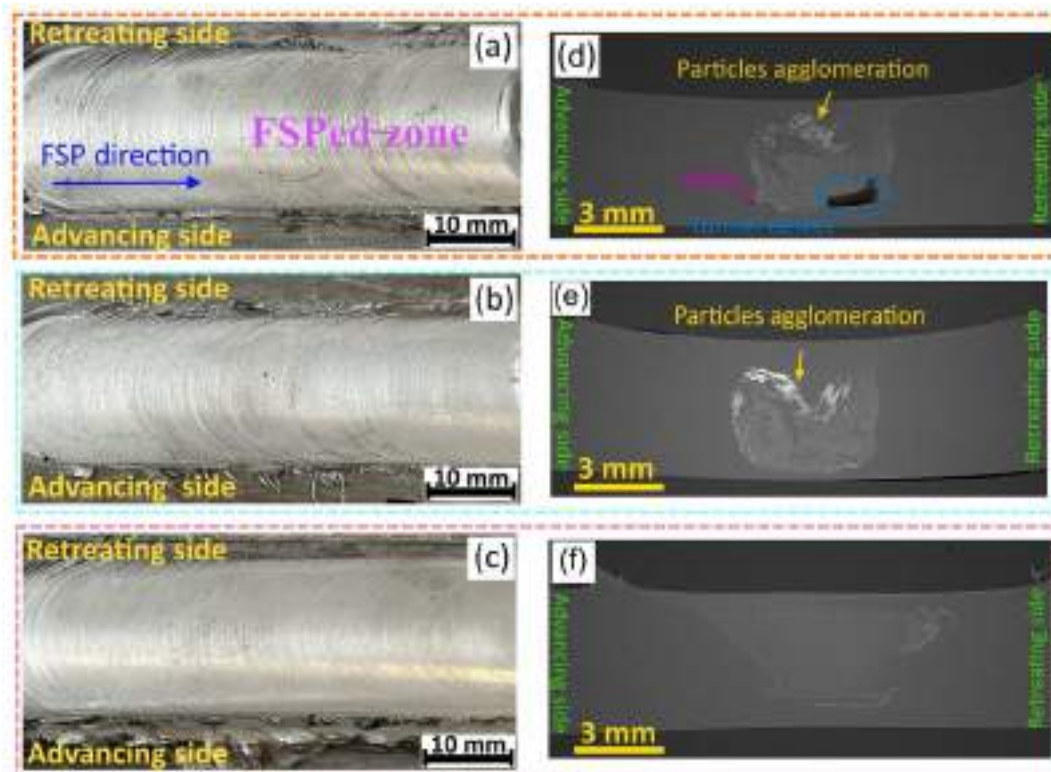 Retreating side
(a)
FSPed zone
FSP direction
Advancing side
10 mm
(d)
Particles agglomeration
Advancing side
Retreating side
3 mm
Retreating side
(b)
Advancing side
10 mm
(e)
Particles agglomeration
Advancing side
Retreating side
3 mm
Retreating side
(c)
Advancing side
10 mm
(f)
Advancing side
Retreating side
3 mm